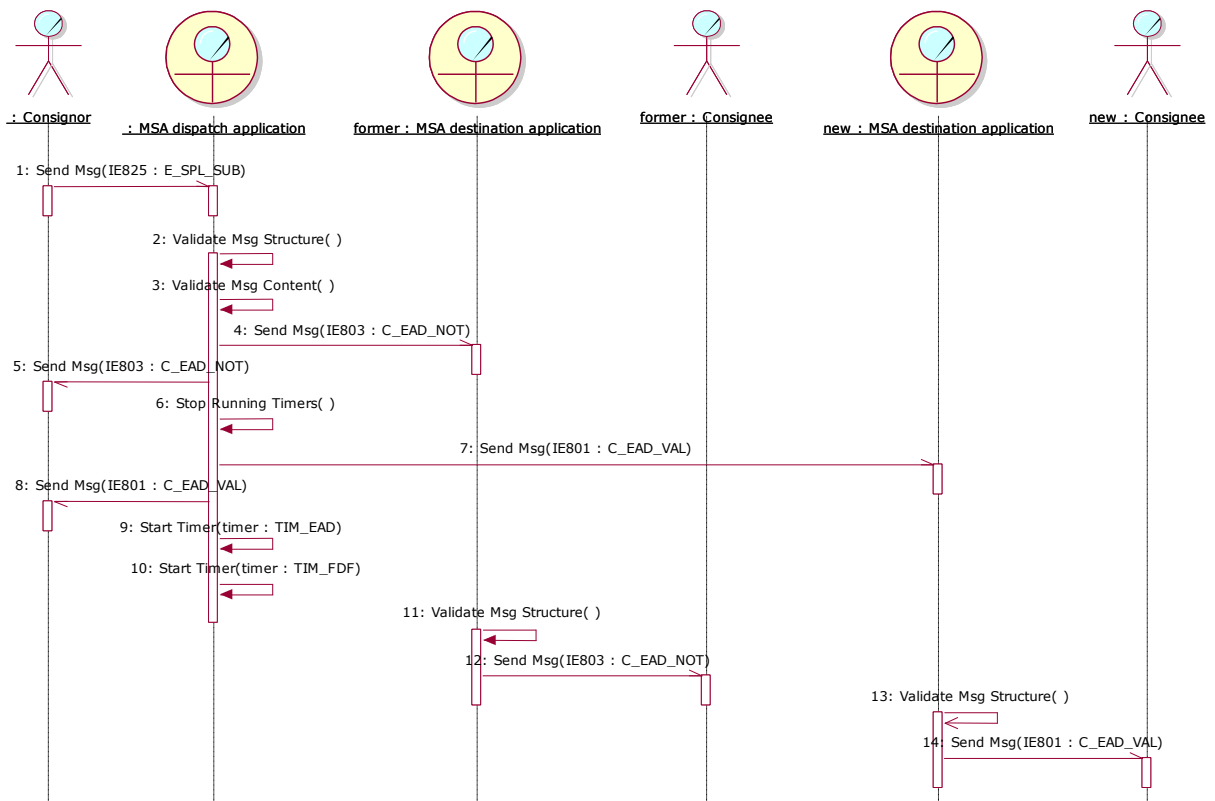 : Consignor
: MSA dispatch application
former : MSA destination application
former : Consignee
new : MSA destination application
new : Consignee
1: Send Msg(IE825 : E_SPL_SUB)
2: Validate Msg Structure( )
3: Validate Msg Content( )
4: Send Msg(IE803 : C_EAD_NOT)
5: Send Msg(IE803 : C_EAD_NOT)
6: Stop Running Timers( )
7: Send Msg(IE801 : C_EAD_VAL)
8: Send Msg(IE801 : C_EAD_VAL)
9: Start Timer(timer : TIM_EAD)
10: Start Timer(timer : TIM_FDF)
11: Validate Msg Structure( )
12: Send Msg(IE803 : C_EAD_NOT)
13: Validate Msg Structure( )
14: Send Msg(IE801 : C_EAD_VAL)